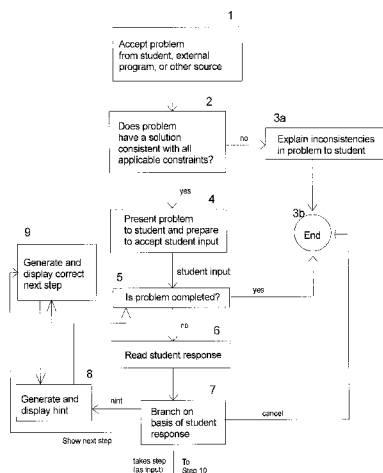 1
Accept problem
from student, external
program, or other source
2
Does problem
have a solution
consistent with all
applicable constraints?
no
3a
Explain inconsistencies
in problem to student
yes
4
Present problem
to student and prepare
to accept student input
3b
End
9
Generate and
display correct
next step
student input
5
Is problem completed?
yes
no
6
Read student response
8
Generate and
display hint
hint
7
Branch on
basis of student
response
cancel
Show next step
takes step
(as input)
To
Step 10